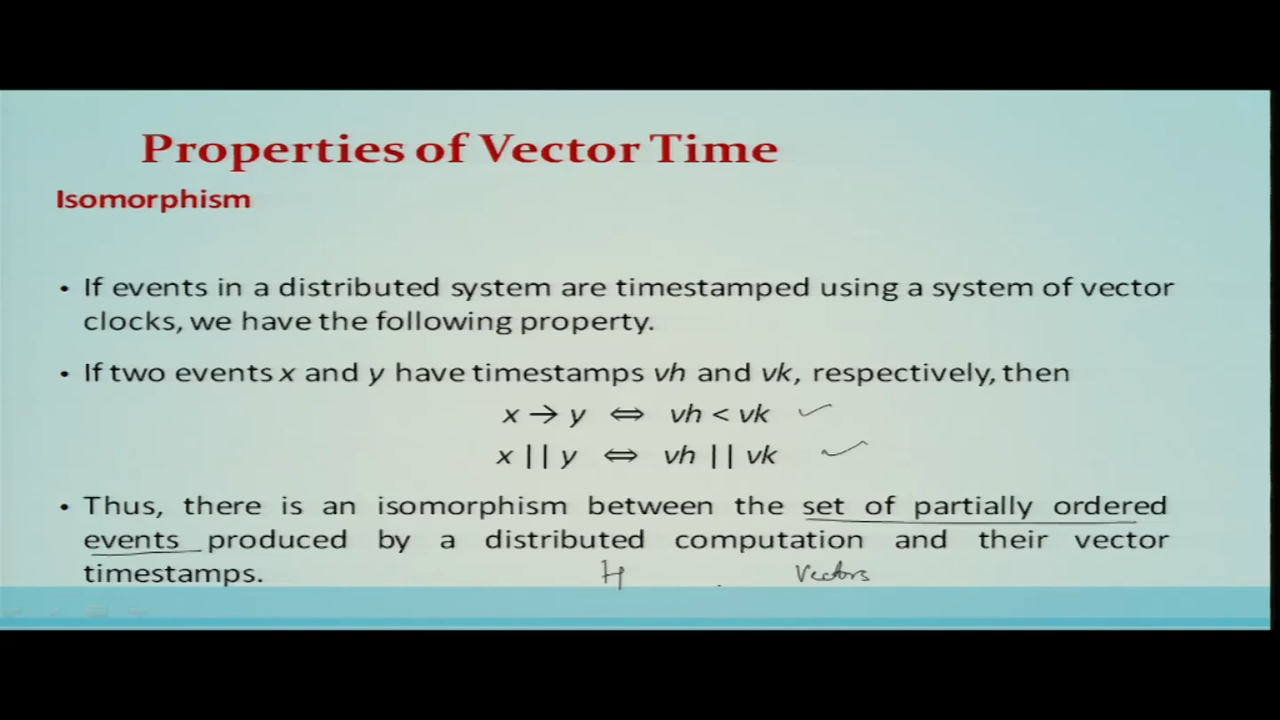 Properties of Vector Time
Isomorphism
• If events in a distributed system are timestamped using a system of vector
clocks, we have the following property.
• If two events x and y have timestamps vh and vk, respectively, then
x → y ⇔ vh < vk
x || y ⇔ vh || vk
• Thus, there is an isomorphism between the set of partially ordered
events produced by a distributed computation and their vector
timestamps.
H Vectors